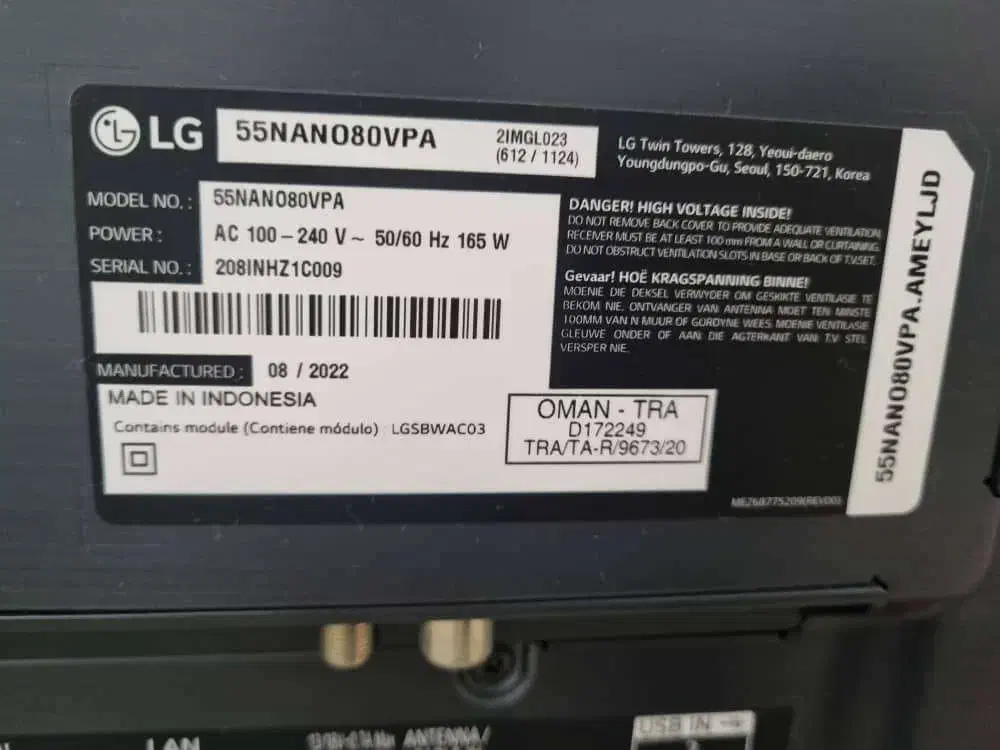 LG
55NANO80VPA
2IMGL023
(612 / 1124)
LG Twin Towers, 128, Yeoui-daero
Youngdungpo-Gu, Seoul, 150-721, Korea
MODEL NO. : 55NANO80VPA
POWER : AC 100 – 240 V ~ 50/60 Hz 165 W
SERIAL NO. : 208INHZ1C009
MANUFACTURED : 08 / 2022
MADE IN INDONESIA
Contains module (Contiene módulo) : LGSBWAC03
DANGER! HIGH VOLTAGE INSIDE!
DO NOT REMOVE BACK COVER TO PROVIDE ADEQUATE VENTILATION
RECEIVER MUST BE AT LEAST 100 mm FROM A WALL OR CURTAINING.
DO NOT OBSTRUCT VENTILATION SLOTS IN BASE OR BACK OF T.V.SET.
Gevaar! HOË KRAGSPANNING BINNE!
MOENIE DIE DEKSEL VERWYDER OM GESKIKTE VENTILASIE TE
BEKOM NIE. ONTVANGER VAN ANTENNA MOET TEN MINSTE
100MM VAN N MUUR OF GORDYNE WEES. MOENIE VENTILASIE
GLEUWE ONDER OF AAN DIE AGTERKANT VAN T.V STEL
VERSPER NIE.
OMAN - TRA
D172249
TRA/TA-R/9673/20
ME268775209(REV00)
55NANO80VPA.AMEYLJD
LAN
ANTENNA/
USB IN